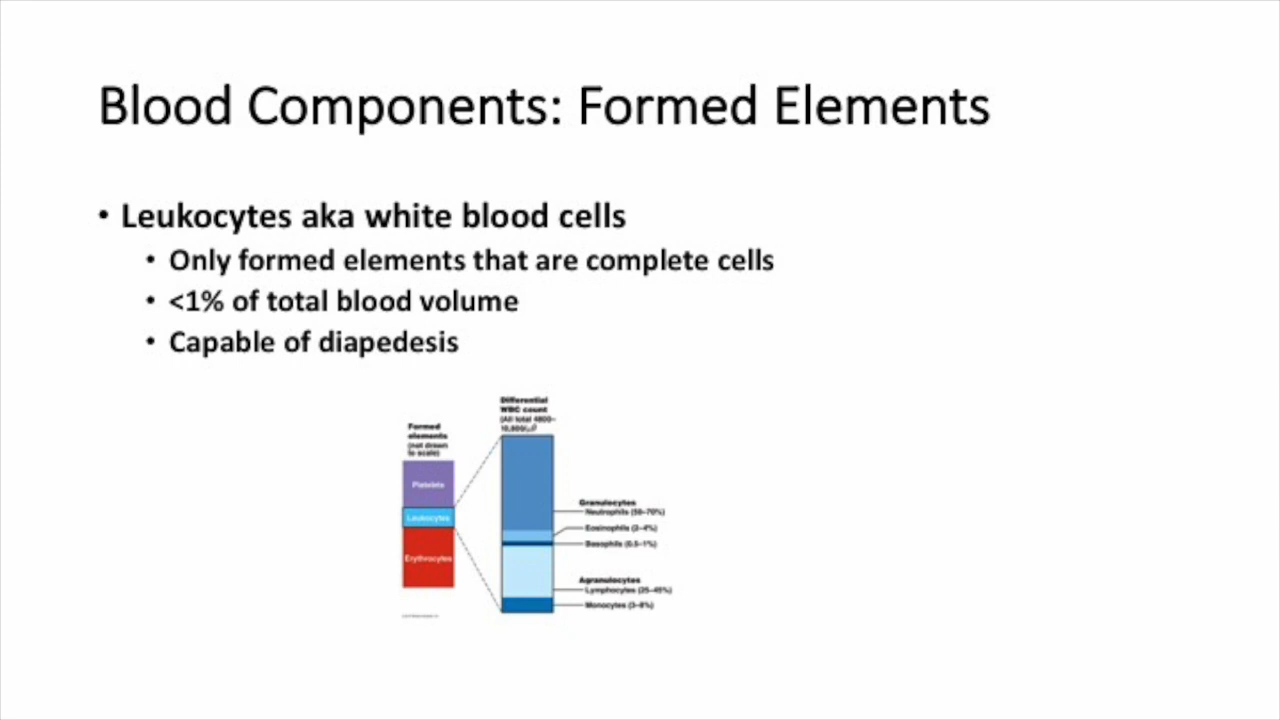 Blood Components: Formed Elements
• Leukocytes aka white blood cells
• Only formed elements that are complete cells
• <1% of total blood volume
• Capable of diapedesis
Differential
WBC count
(All total 4800–
10,800/µl)
Formed
elements
(not drawn
to scale)
Platelets
Leukocytes
Erythrocytes
Granulocytes
Neutrophils (50–70%)
Eosinophils (2–4%)
Basophils (0.5–1%)
Agranulocytes
Lymphocytes (25–45%)
Monocytes (3–8%)